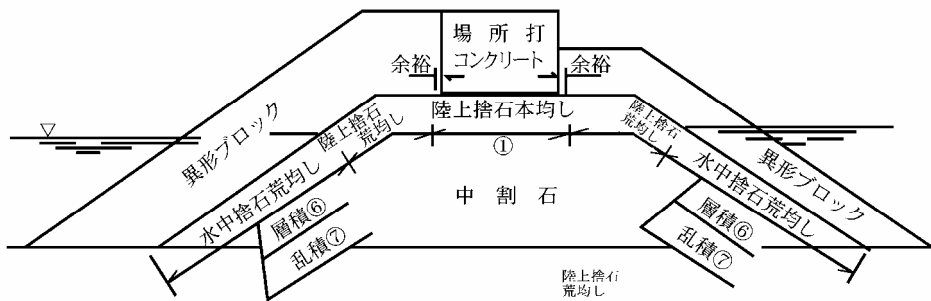 場所打
コンクリート
余裕
余裕
陸上捨石本均し
陸上捨石
荒均し
陸上捨石
荒均し
①
異形ブロック
異形ブロック
水中捨石荒均し
水中捨石荒均し
中割石
層積⑥
乱積⑦
層積⑥
乱積⑦
陸上捨石
荒均し